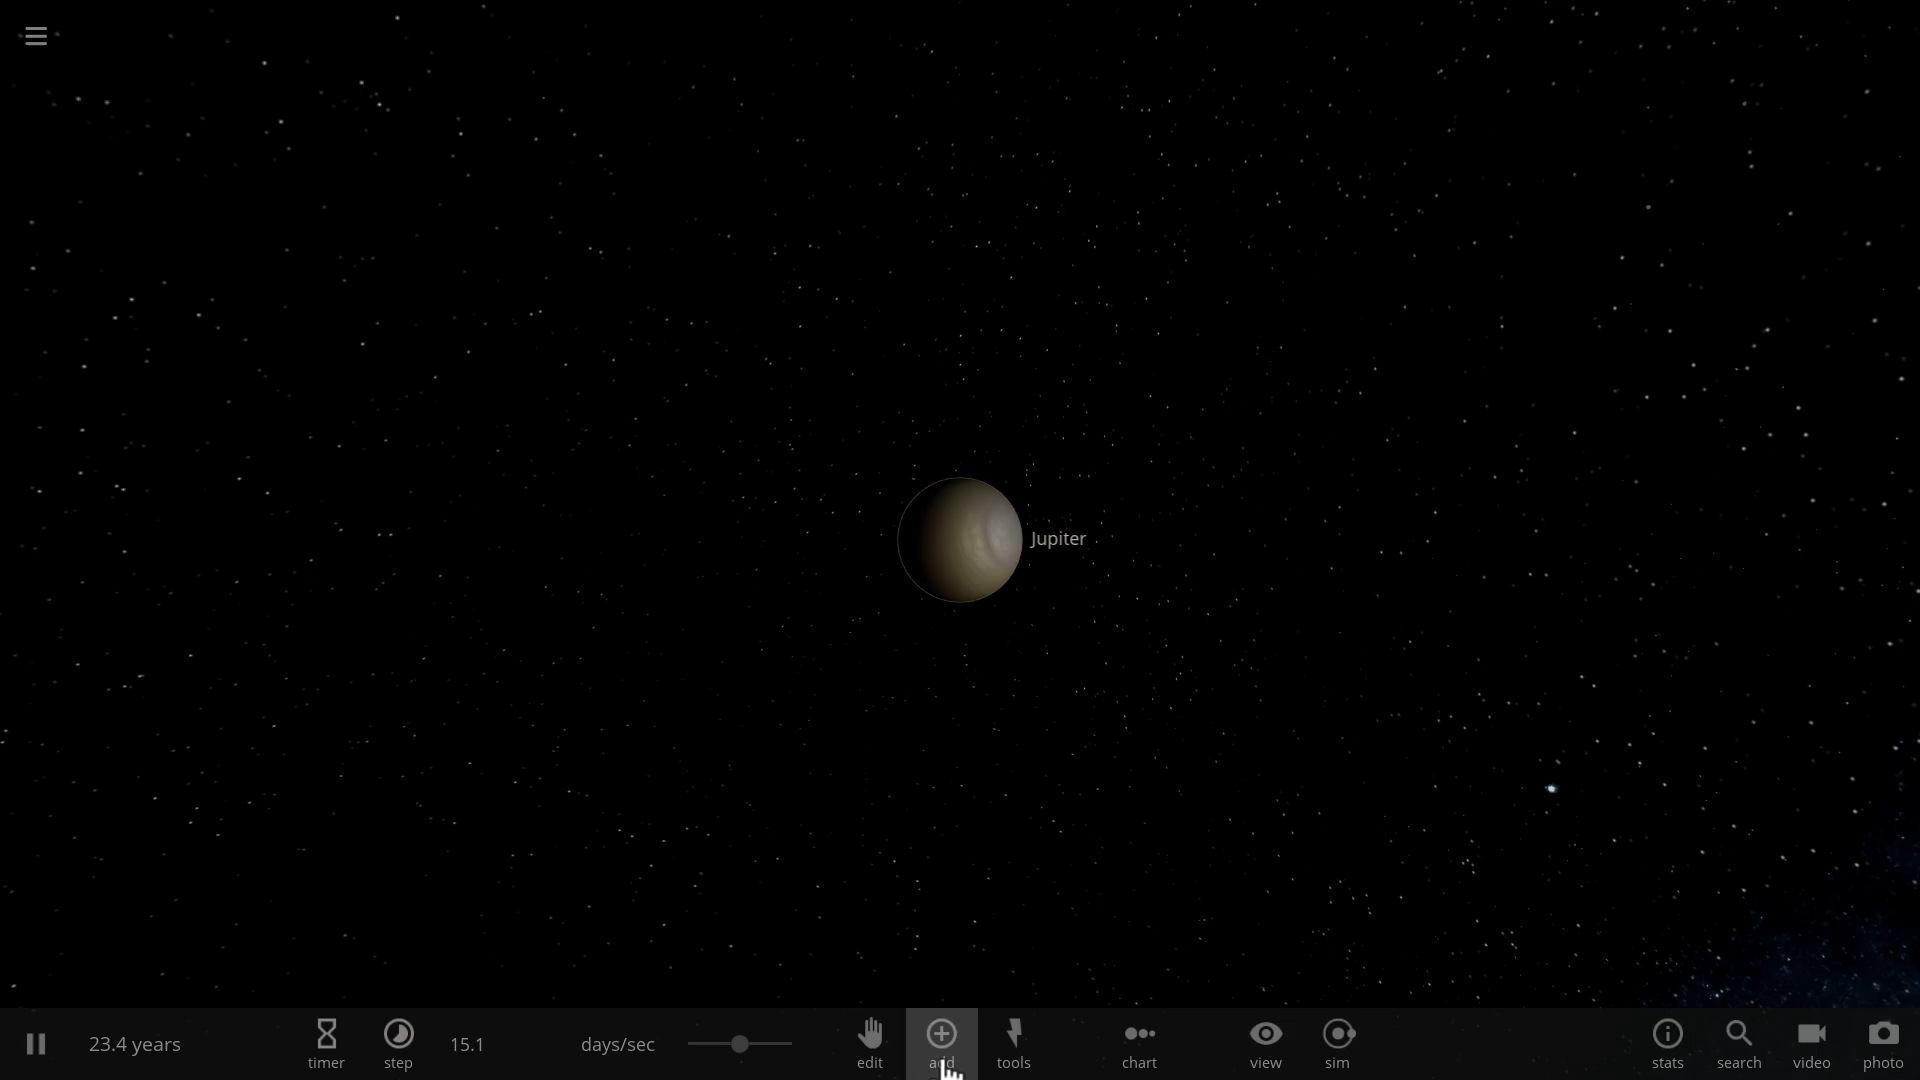 Jupiter
23.4 years
timer
step
15.1
days/sec
edit
add
tools
chart
view
sim
stats
search
video
photo